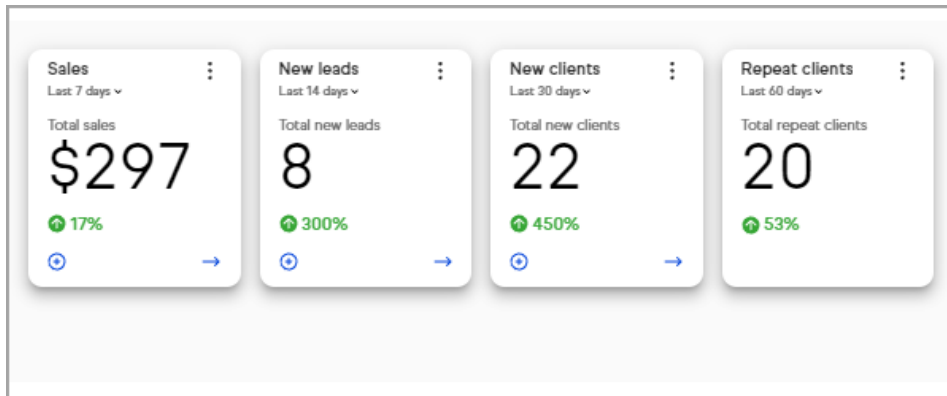 Sales
Last 7 days
Total sales
$297
17%
New leads
Last 14 days
Total new leads
8
300%
New clients
Last 30 days
Total new clients
22
450%
Repeat clients
Last 60 days
Total repeat clients
20
53%